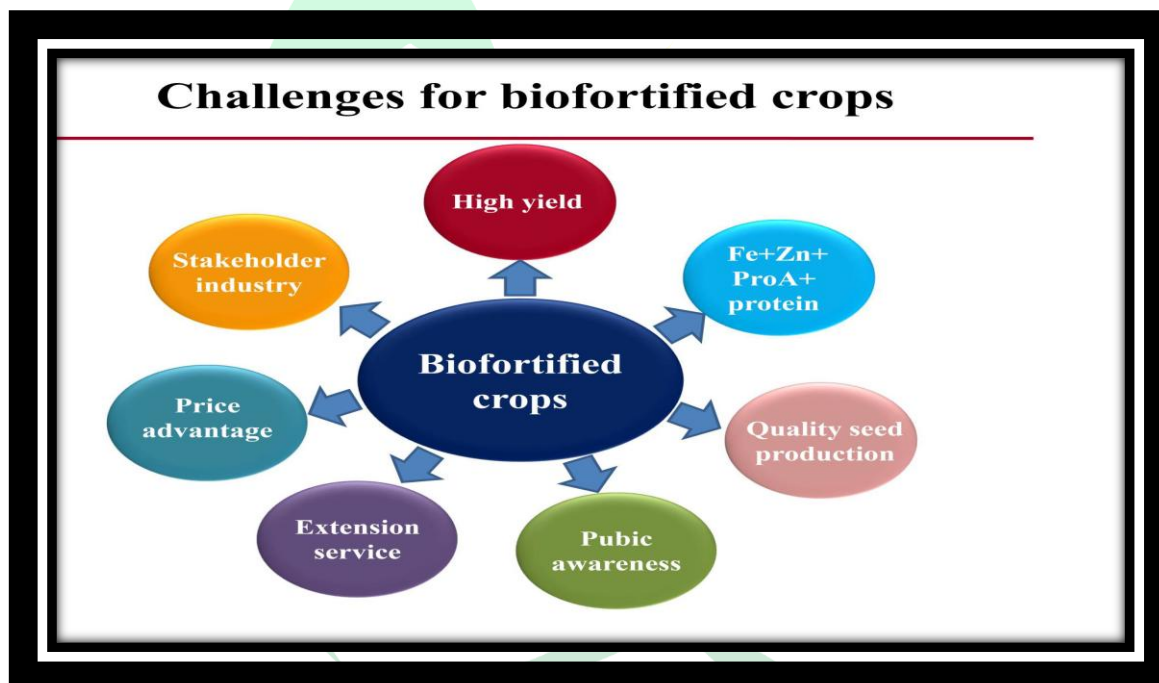 Challenges for biofortified crops
High yield
Fe+Zn+
ProA+
protein
Quality seed
production
Pubic
awareness
Extension
service
Price
advantage
Stakeholder
industry
Biofortified
crops